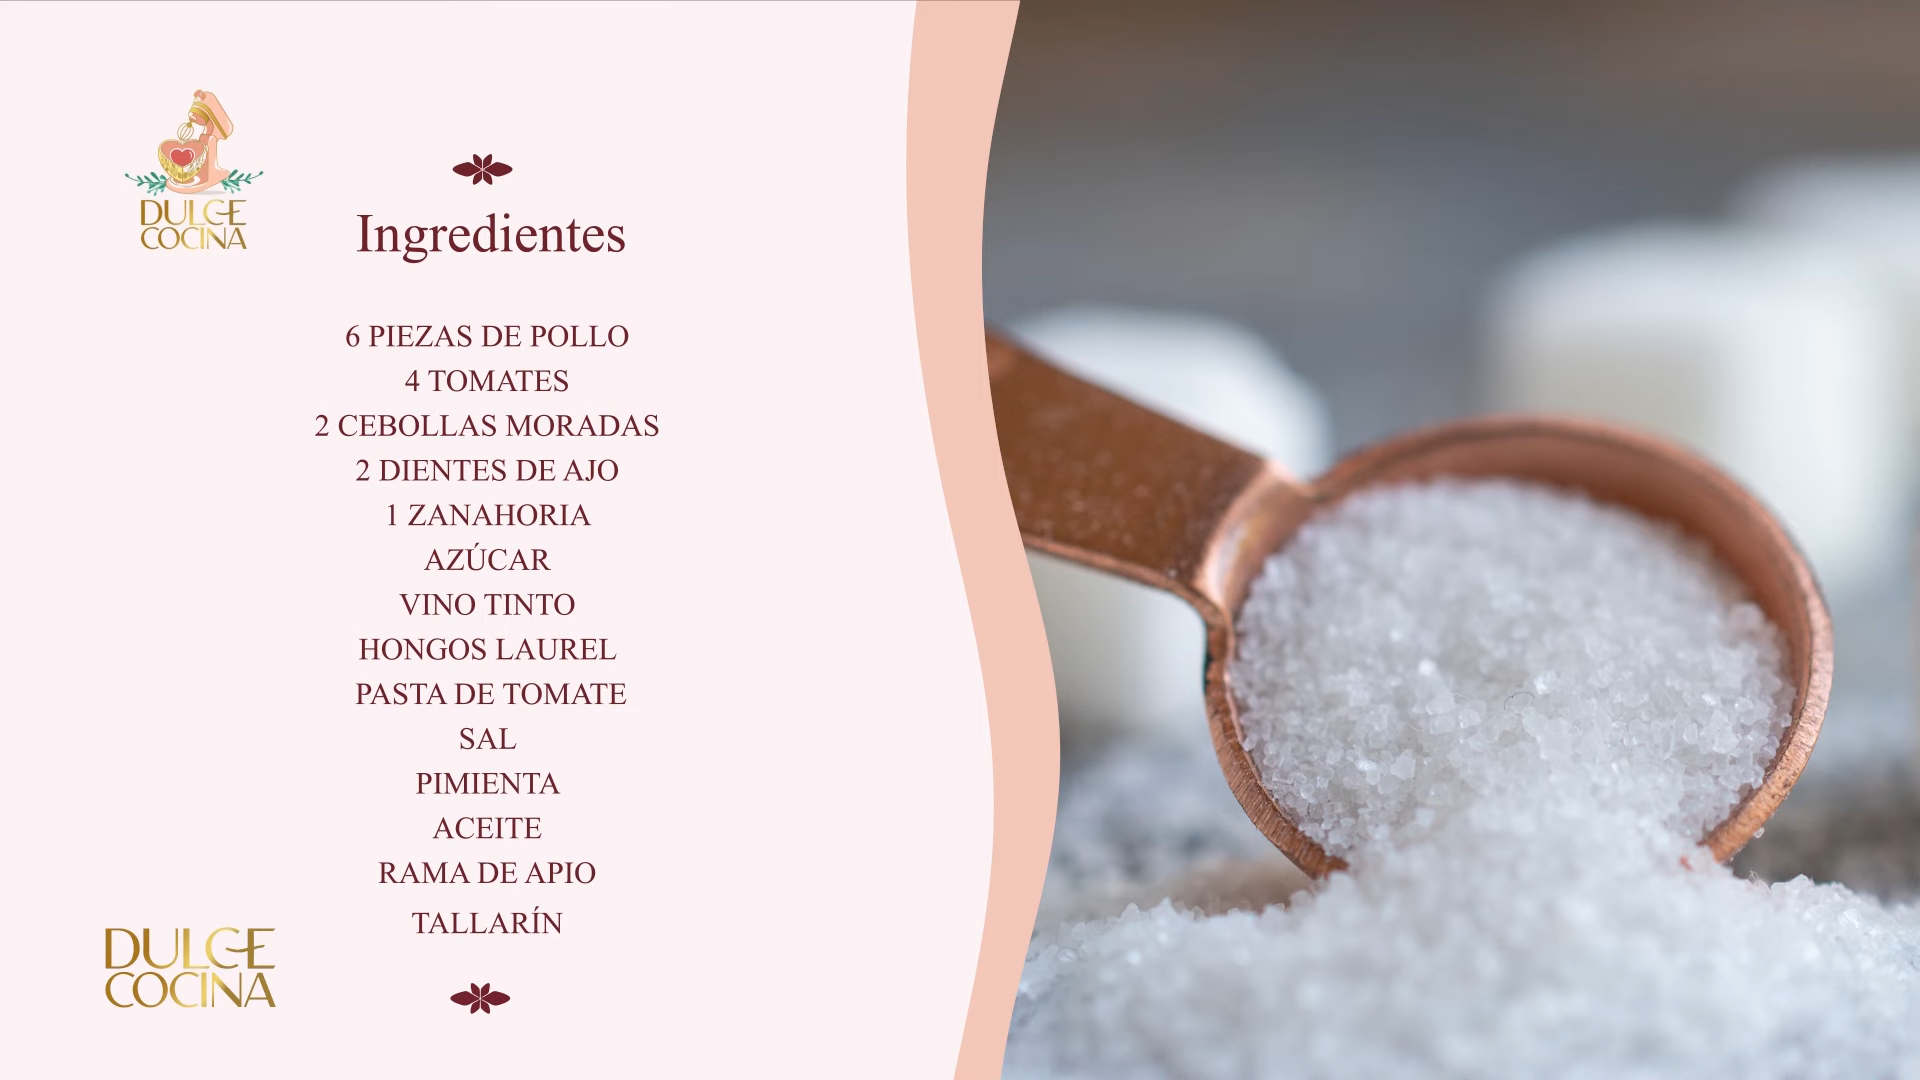 DULCE
COCINA
Ingredientes
6 PIEZAS DE POLLO
4 TOMATES
2 CEBOLLAS MORADAS
2 DIENTES DE AJO
1 ZANAHORIA
AZÚCAR
VINO TINTO
HONGOS LAUREL
PASTA DE TOMATE
SAL
PIMIENTA
ACEITE
RAMA DE APIO
TALLARÍN
DULCE
COCINA